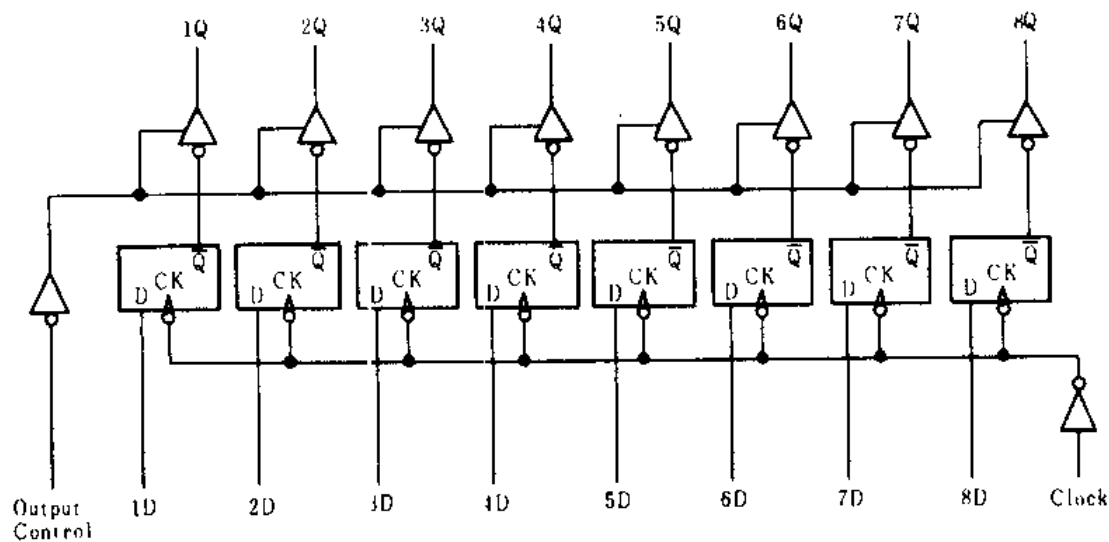 1Q 2Q 3Q 4Q 5Q 6Q 7Q 8Q
Q̅ Q̅ Q̅ Q̅ Q̅ Q̅ Q̅ Q̅
CK CK CK CK CK CK CK CK
D D D D D D D D
1D 2D 3D 4D 5D 6D 7D 8D
Output
Control
Clock